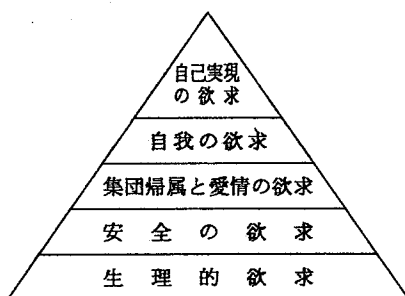 自己実現
の欲求
自我の欲求
集団帰属と愛情の欲求
安全の欲求
生理的欲求